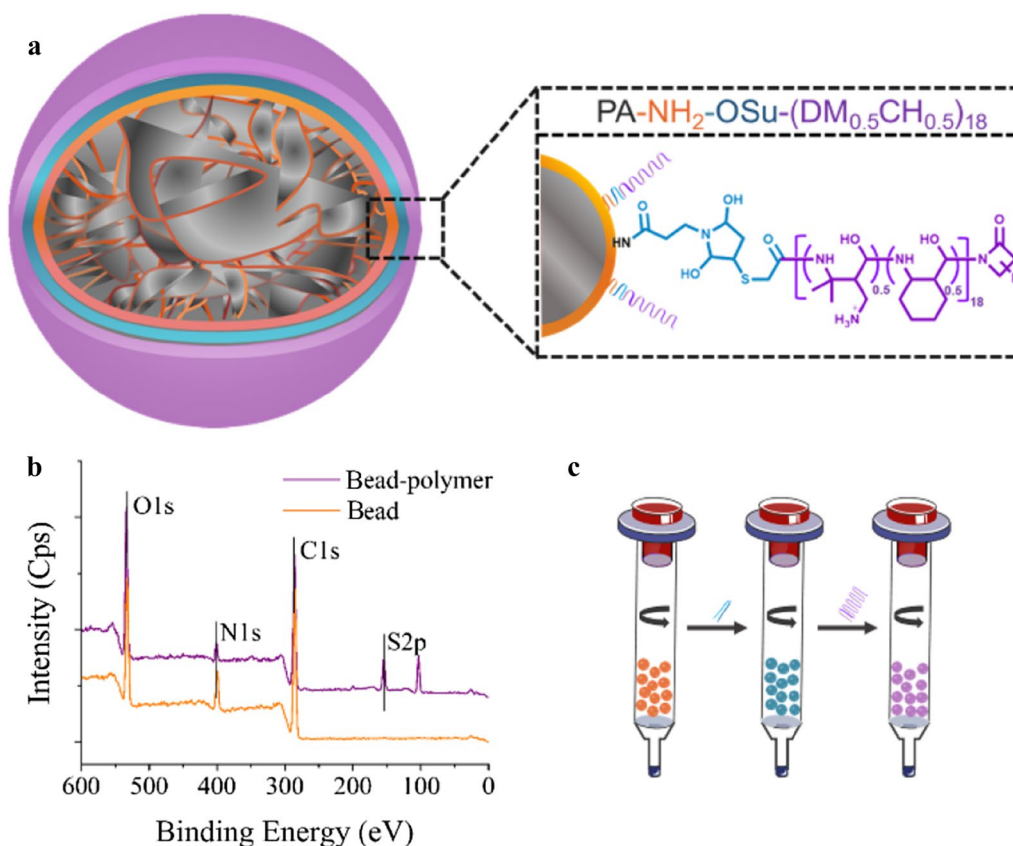 a
PA-NH₂-OSu-(DM₀.₅CH₀.₅)₁₈
OH
O
HN
N
HO
S
O
NH
HO
0.5
H₃N⁺
NH
HO
0.5
18
O
N
b
Bead-polymer
Bead
O1s
N1s
C1s
S2p
Intensity (Cps)
600
500
400
300
200
100
0
Binding Energy (eV)
c